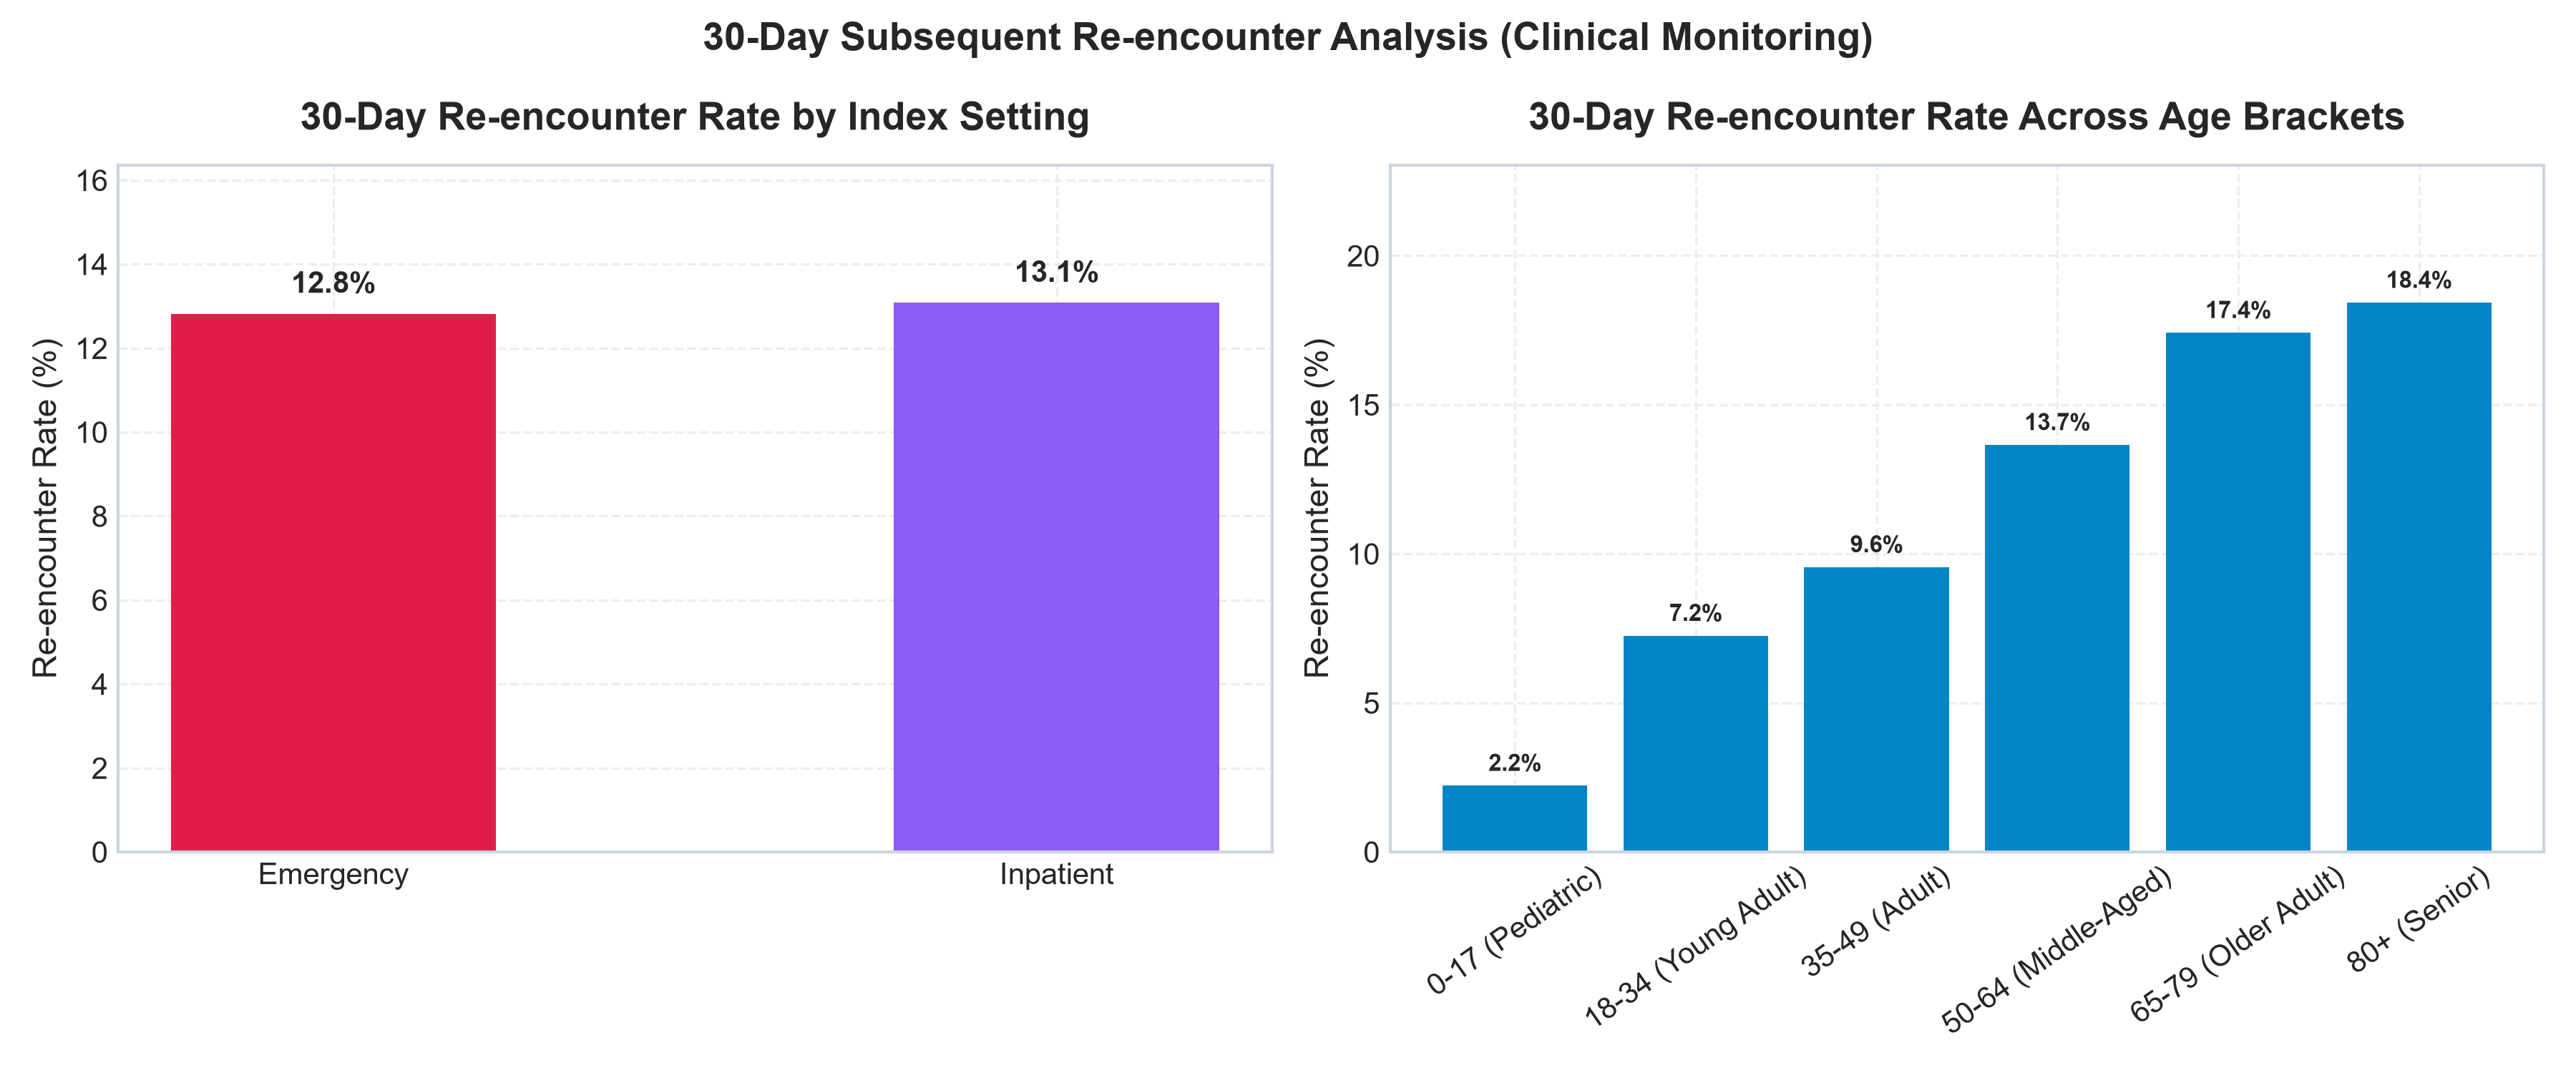 30-Day Subsequent Re-encounter Analysis (Clinical Monitoring)
30-Day Re-encounter Rate by Index Setting
Re-encounter Rate (%)
16
14
12
10
8
6
4
2
0
12.8%
13.1%
Emergency
Inpatient
30-Day Re-encounter Rate Across Age Brackets
Re-encounter Rate (%)
20
15
10
5
0
2.2%
7.2%
9.6%
13.7%
17.4%
18.4%
0-17 (Pediatric)
18-34 (Young Adult)
35-49 (Adult)
50-64 (Middle-Aged)
65-79 (Older Adult)
80+ (Senior)